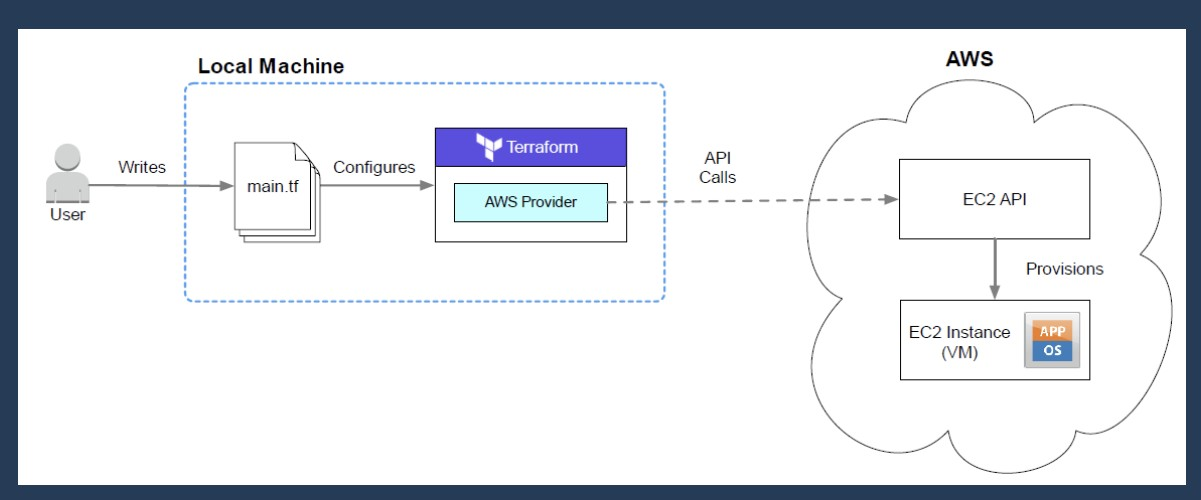 Local Machine
AWS
User
Writes
main.tf
Configures
Terraform
AWS Provider
API
Calls
EC2 API
Provisions
EC2 Instance
(VM)
APP
OS